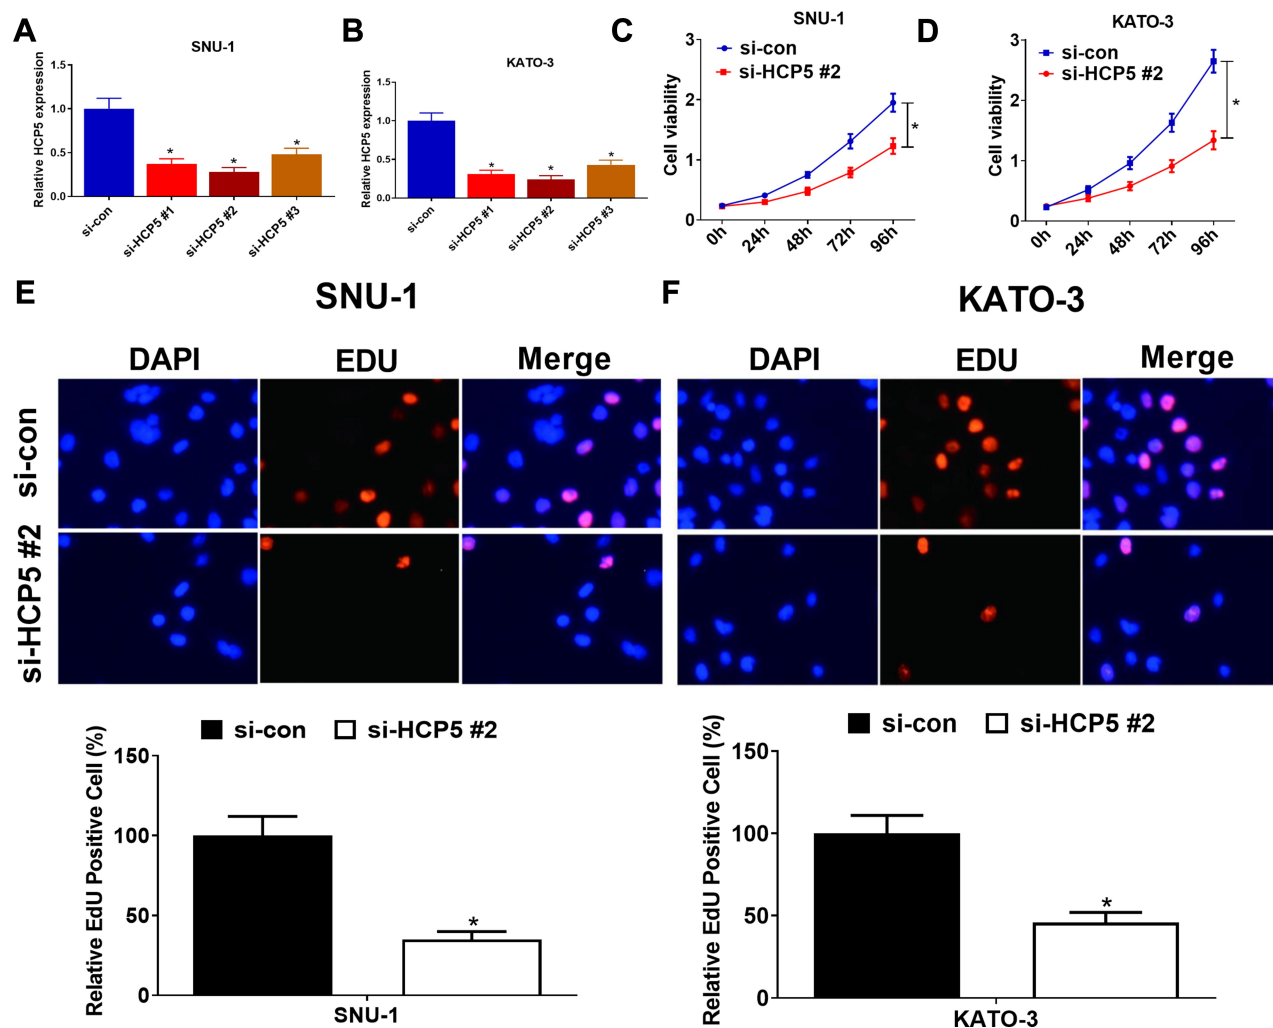 A
SNU-1
Relative HCP5 expression
1.5
1.0
0.5
0.0
*
*
*
si-con
si-HCP5 #1
si-HCP5 #2
si-HCP5 #3
B
KATO-3
Relative HCP5 expression
1.5
1.0
0.5
0.0
*
*
*
si-con
si-HCP5 #1
si-HCP5 #2
si-HCP5 #3
C
SNU-1
Cell viability
3
2
1
0
si-con
si-HCP5 #2
*
0h
24h
48h
72h
96h
D
KATO-3
Cell viability
3
2
1
0
si-con
si-HCP5 #2
*
0h
24h
48h
72h
96h
E
SNU-1
DAPI
EDU
Merge
si-con
si-HCP5 #2
F
KATO-3
DAPI
EDU
Merge
si-con
si-HCP5 #2
Relative EdU Positive Cell (%)
150
100
50
0
*
SNU-1
si-con
si-HCP5 #2
Relative EdU Positive Cell (%)
150
100
50
0
*
KATO-3